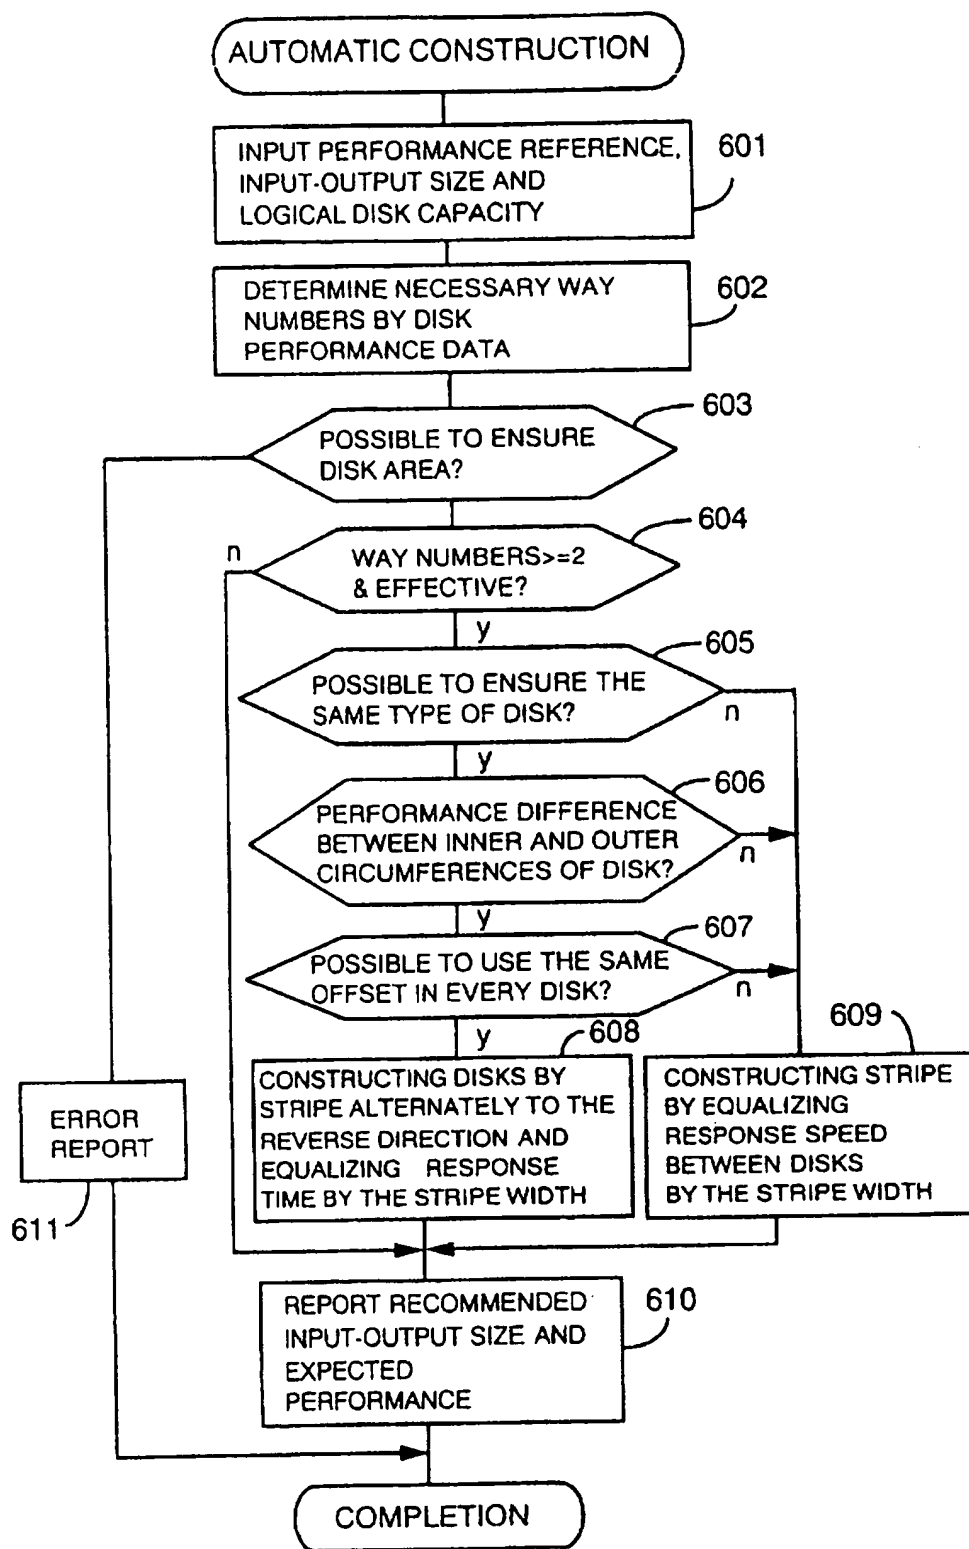 AUTOMATIC CONSTRUCTION
INPUT PERFORMANCE REFERENCE,
INPUT-OUTPUT SIZE AND
LOGICAL DISK CAPACITY
601
DETERMINE NECESSARY WAY
NUMBERS BY DISK
PERFORMANCE DATA
602
603
POSSIBLE TO ENSURE
DISK AREA?
604
n
WAY NUMBERS>=2
& EFFECTIVE?
y
605
POSSIBLE TO ENSURE THE
SAME TYPE OF DISK?
n
y
606
PERFORMANCE DIFFERENCE
BETWEEN INNER AND OUTER
CIRCUMFERENCES OF DISK?
n
y
607
POSSIBLE TO USE THE SAME
OFFSET IN EVERY DISK?
n
y
608
609
CONSTRUCTING DISKS BY
STRIPE ALTERNATELY TO THE
REVERSE DIRECTION AND
EQUALIZING RESPONSE
TIME BY THE STRIPE WIDTH
CONSTRUCTING STRIPE
BY EQUALIZING
RESPONSE SPEED
BETWEEN DISKS
BY THE STRIPE WIDTH
ERROR
REPORT
611
REPORT RECOMMENDED
INPUT-OUTPUT SIZE AND
EXPECTED
PERFORMANCE
610
COMPLETION